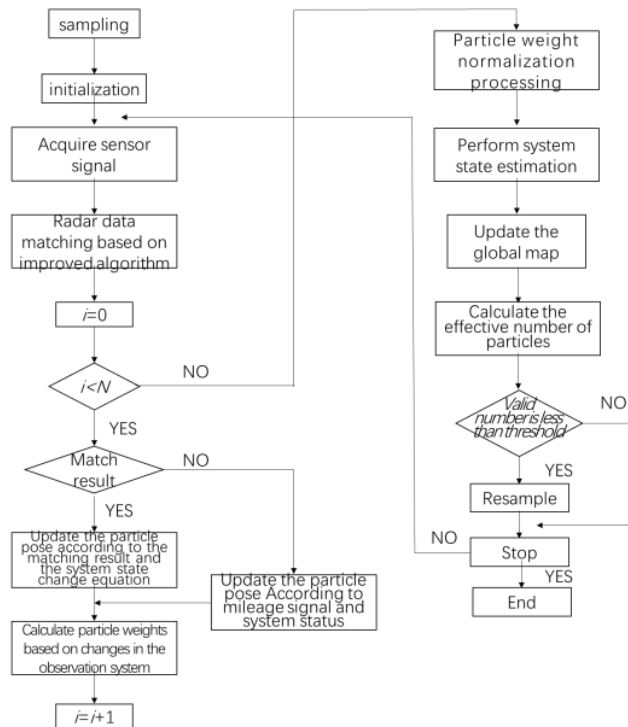 sampling
initialization
Acquire sensor
signal
Radar data
matching based on
improved algorithm
i=0
i<N
NO
YES
Match
result
NO
YES
Update the particle
pose according to the
matching result and
the system state
change equation
Update the particle
pose According to
mileage signal and
system status
Calculate particle weights
based on changes in the
observation system
i=i+1
Particle weight
normalization
processing
Perform system
state estimation
Update the
global map
Calculate the
effective number of
particles
Valid
number is less
than threshold
NO
YES
Resample
NO
Stop
YES
End